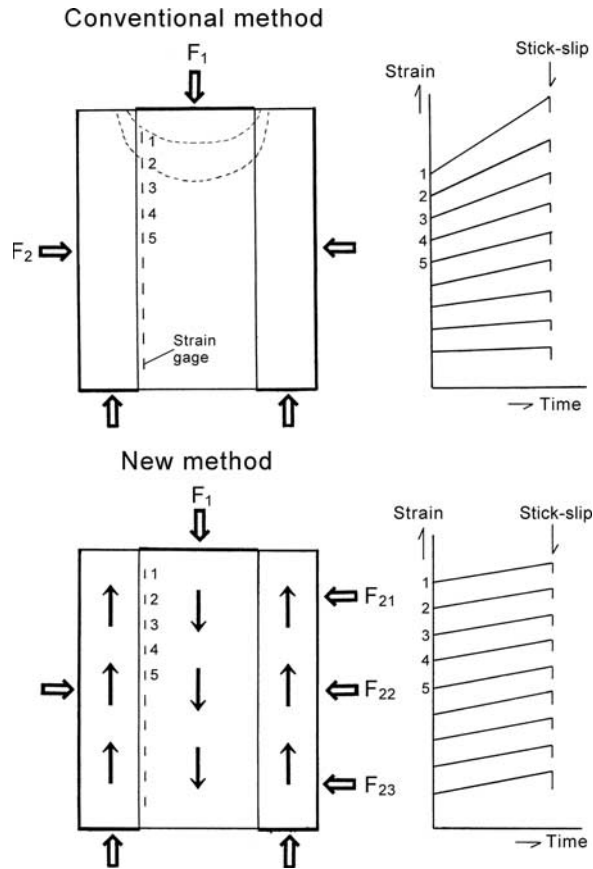 Conventional method
F1
Stick-slip
Strain
1
2
3
4
5
F2
Strain
gage
1
2
3
4
5
Time
New method
F1
Strain
Stick-slip
1
2
3
4
5
F21
F22
F23
1
2
3
4
5
Time